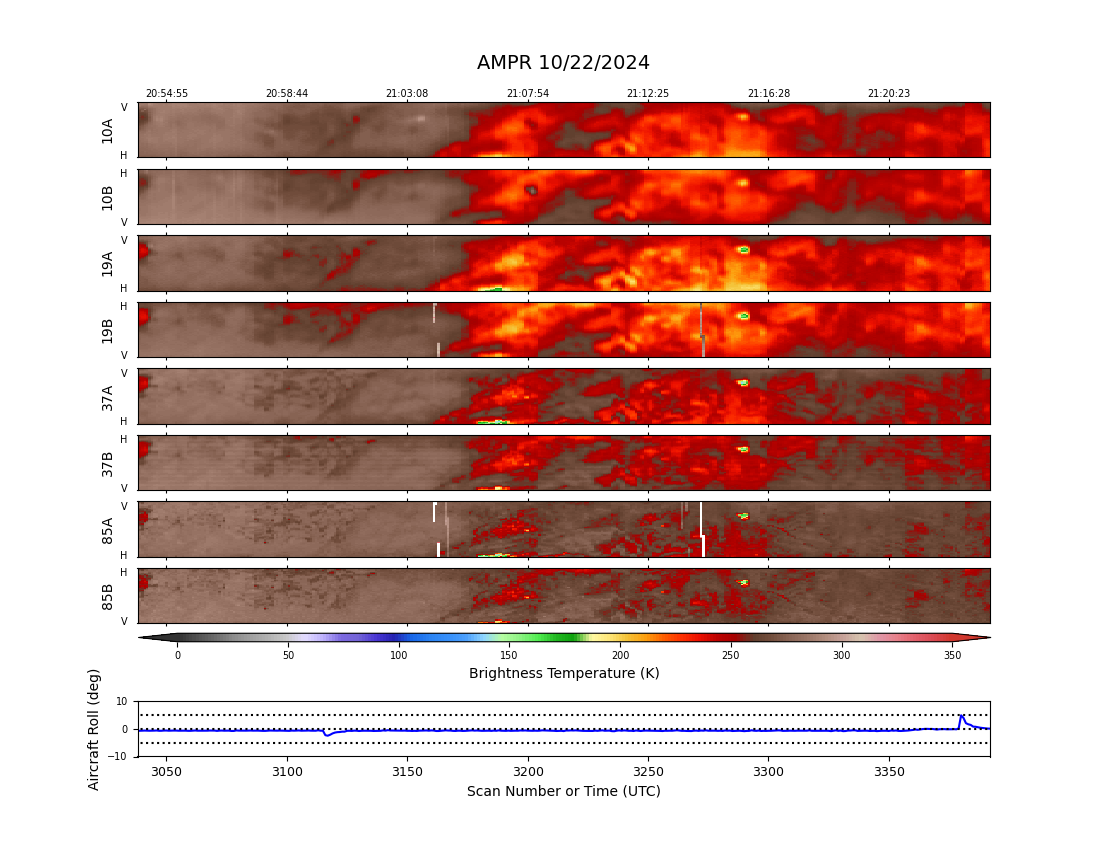 AMPR 10/22/2024
20:54:55 20:58:44 21:03:08 21:07:54 21:12:25 21:16:28 21:20:23
V
10A
H
H
10B
V
V
19A
H
H
19B
V
V
37A
H
H
37B
V
V
85A
H
H
85B
V
0 50 100 150 200 250 300 350
Brightness Temperature (K)
Aircraft Roll (deg)
10
0
−10
3050 3100 3150 3200 3250 3300 3350
Scan Number or Time (UTC)